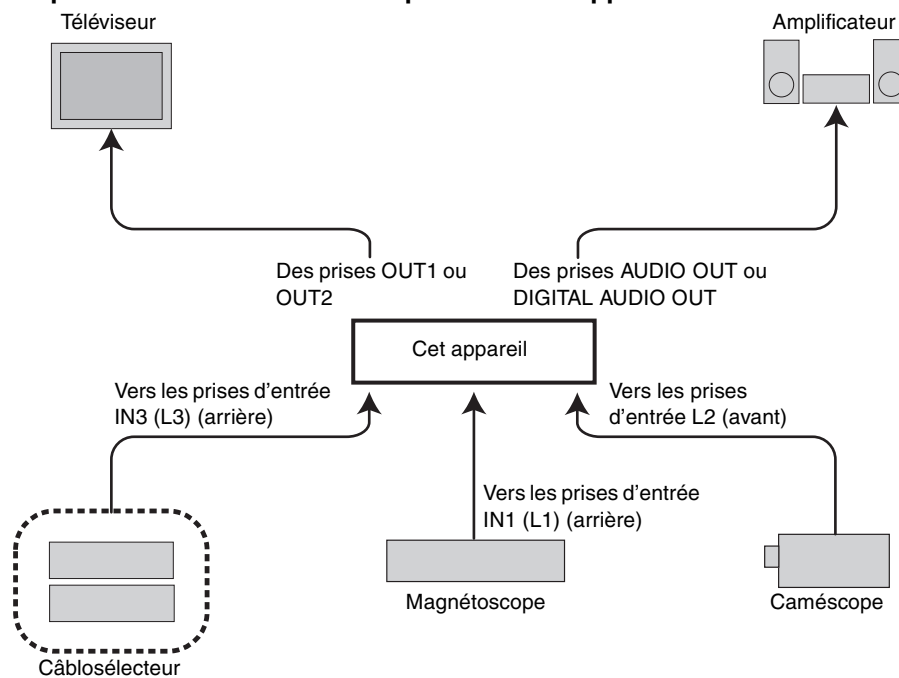 Téléviseur
Amplificateur
Des prises OUT1 ou
OUT2
Des prises AUDIO OUT ou
DIGITAL AUDIO OUT
Cet appareil
Vers les prises d'entrée
IN3 (L3) (arrière)
Vers les prises
d'entrée L2 (avant)
Vers les prises d'entrée
IN1 (L1) (arrière)
Magnétoscope
Caméscope
Câblosélecteur